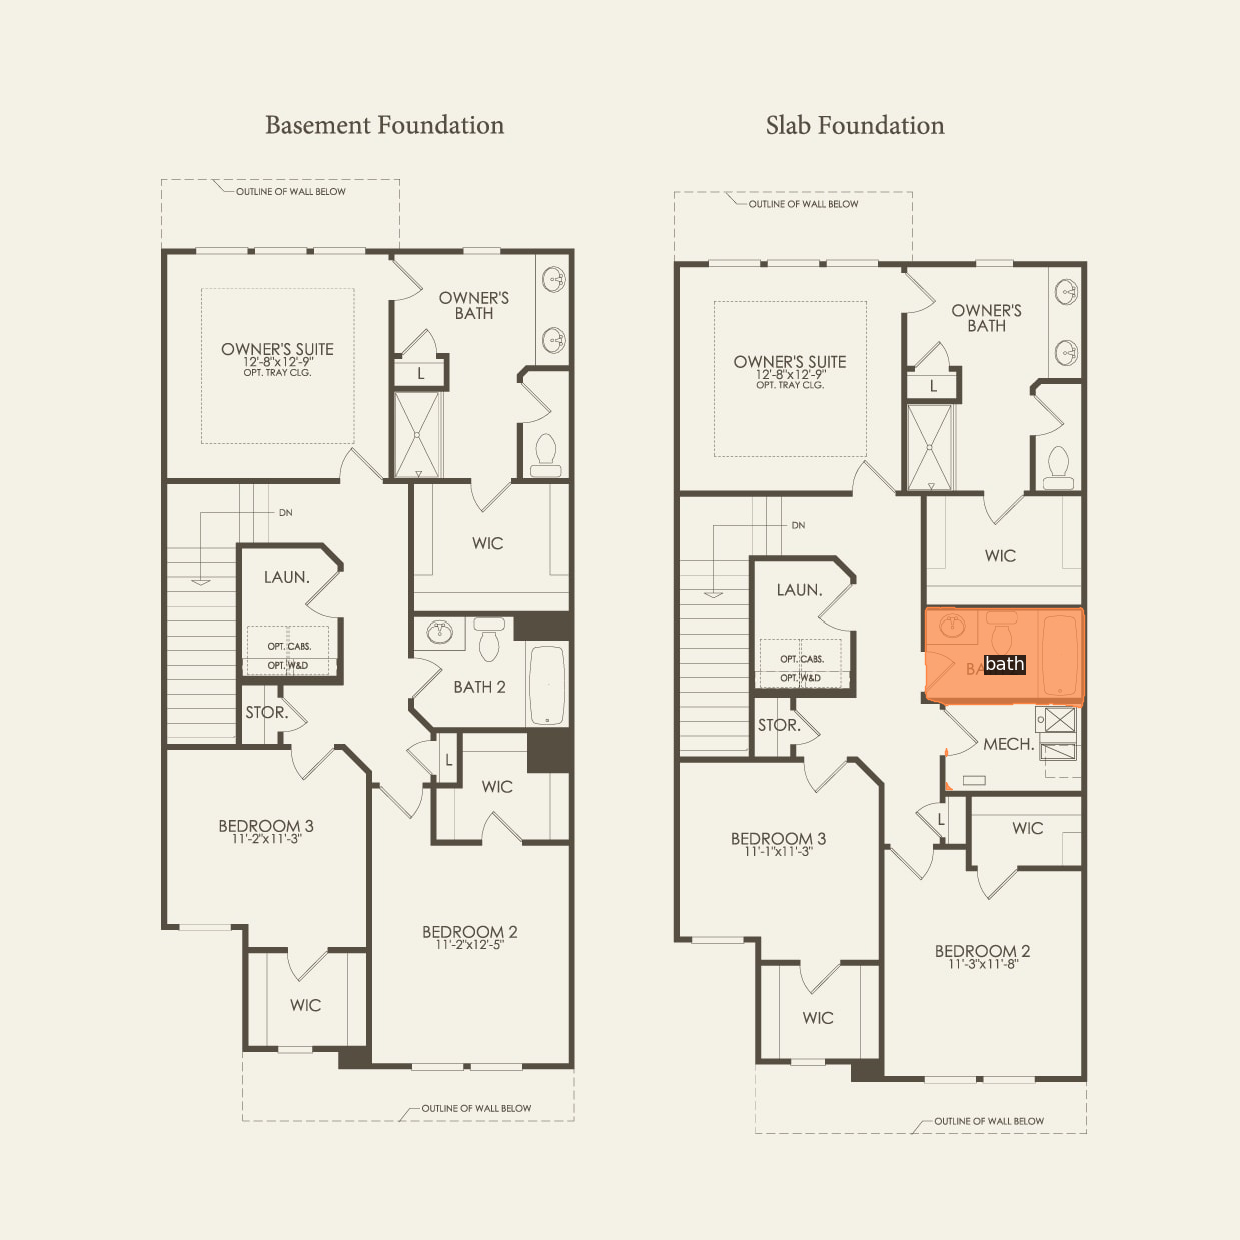 Basement Foundation
OUTLINE OF WALL BELOW
OWNER'S SUITE
12'-8"x12'-9"
OPT. TRAY CLG.
OWNER'S
BATH
L
DN
WIC
LAUN.
OPT. CABS.
OPT. W&D
BATH 2
STOR.
L
WIC
BEDROOM 3
11'-2"x11'-3"
BEDROOM 2
11'-2"x12'-5"
WIC
OUTLINE OF WALL BELOW
Slab Foundation
OUTLINE OF WALL BELOW
OWNER'S SUITE
12'-8"x12'-9"
OPT. TRAY CLG.
OWNER'S
BATH
L
DN
WIC
LAUN.
OPT. CABS.
OPT. W&D
bath
STOR.
MECH.
L
WIC
BEDROOM 3
11'-1"x11'-3"
BEDROOM 2
11'-3"x11'-8"
WIC
OUTLINE OF WALL BELOW